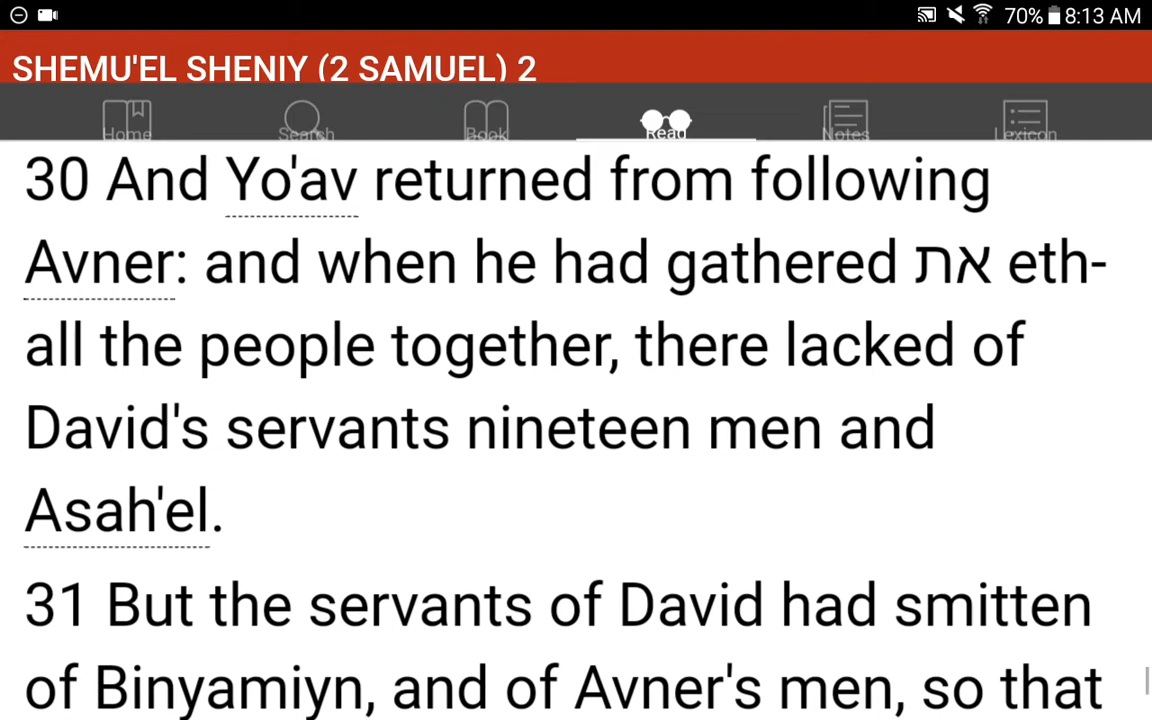 70% 8:13 AM
SHEMU'EL SHENIY (2 SAMUEL) 2
Home Search Book Read Notes Lexicon
30 And Yo'av returned from following
Avner: and when he had gathered את eth-
all the people together, there lacked of
David's servants nineteen men and
Asah'el.
31 But the servants of David had smitten
of Binyamiyn, and of Avner's men, so that